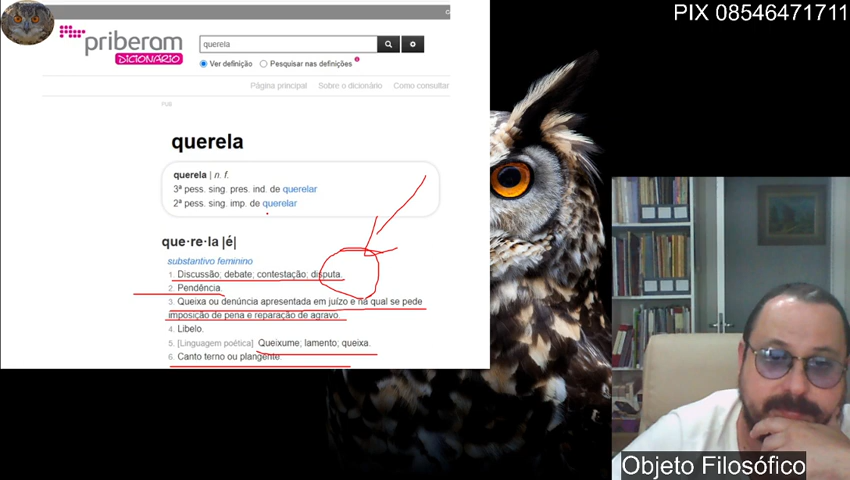 PIX 08546471711
priberam
DICIONÁRIO
querela
Ver definição
Pesquisar nas definições
Página principal
Sobre o dicionário
Como consultar
PUB
querela
querela | n. f.
3ª pess. sing. pres. ind. de querelar
2ª pess. sing. imp. de querelar
que·re·la |é|
substantivo feminino
1. Discussão; debate; contestação; disputa.
2. Pendência.
3. Queixa ou denúncia apresentada em juízo e na qual se pede
imposição de pena e reparação de agravo.
4. Libelo.
5. [Linguagem poética] Queixume; lamento; queixa.
6. Canto terno ou plangente.
Objeto Filosófico